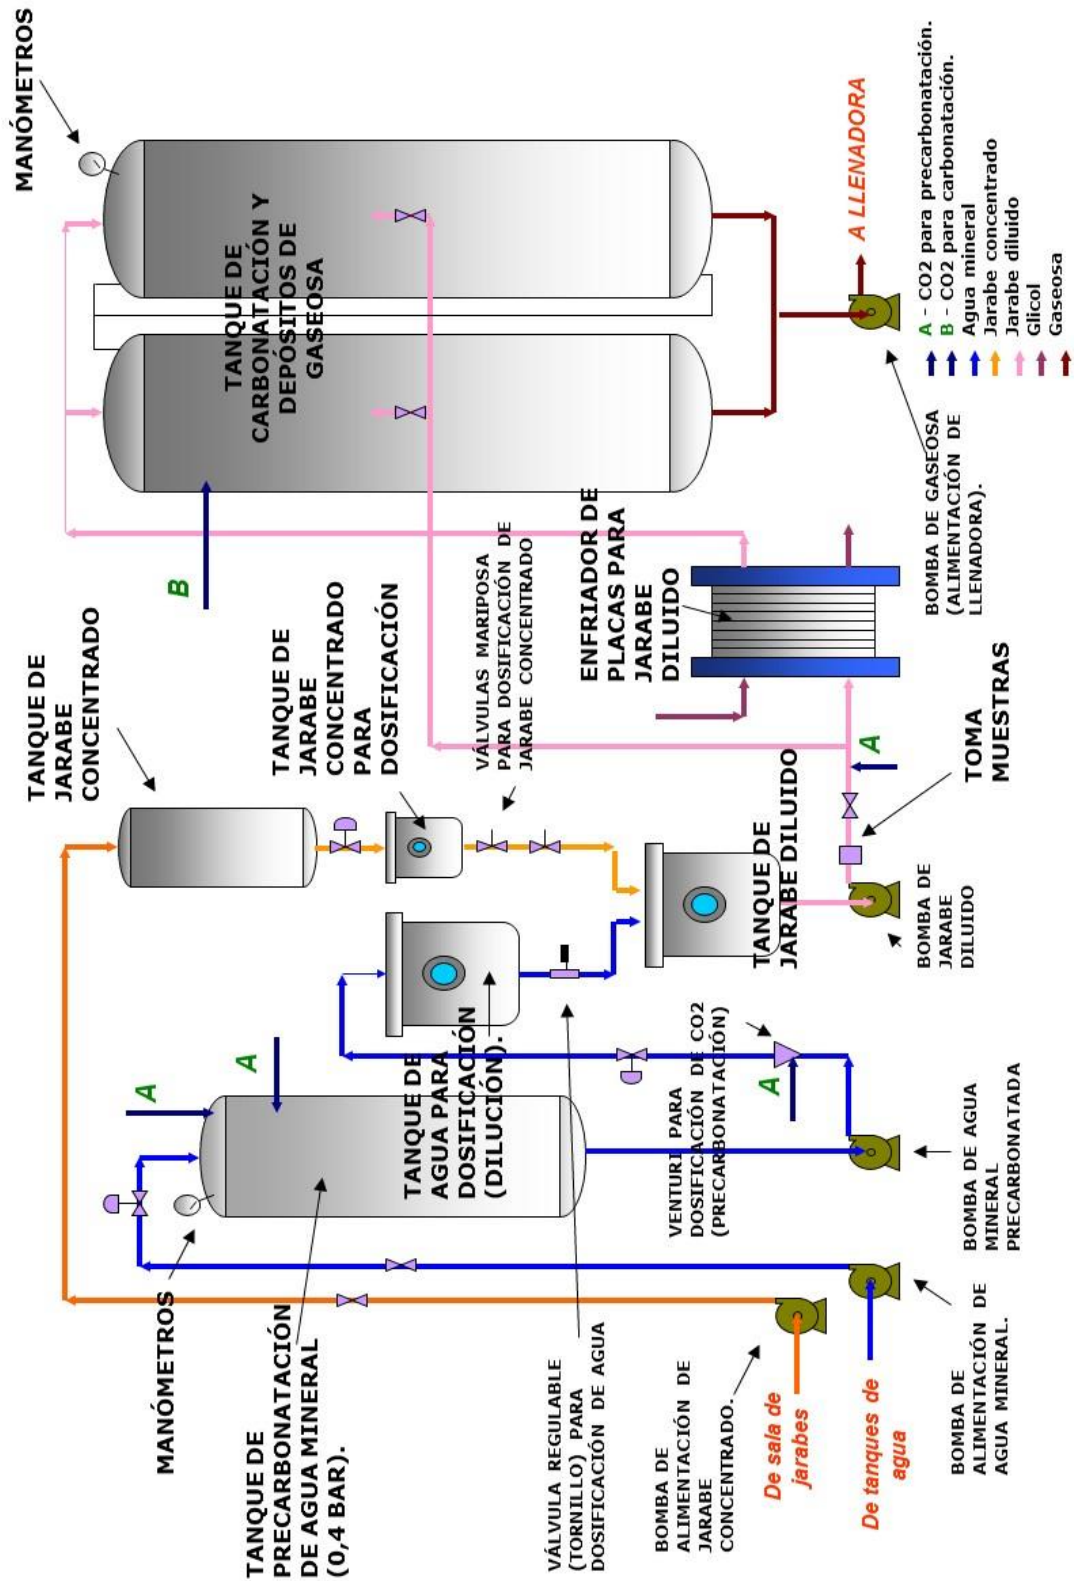 MANÓMETROS
TANQUE DE
PRECARBONATACIÓN
DE AGUA MINERAL
(0,4 BAR).
VÁLVULA REGULABLE
(TORNILLO) PARA
DOSIFICACIÓN DE AGUA
BOMBA DE
ALIMENTACIÓN DE
JARABE
CONCENTRADO.
De sala de
jarabes
De tanques de
agua
BOMBA DE
ALIMENTACIÓN DE
AGUA MINERAL.
A
A
TANQUE DE
AGUA PARA
DOSIFICACIÓN
(DILUCIÓN).
VENTURI PARA
DOSIFICACIÓN DE CO2
(PRECARBONATACIÓN)
A
BOMBA DE AGUA
MINERAL
PRECARBONATADA
TANQUE DE
JARABE
CONCENTRADO
TANQUE DE
JARABE
CONCENTRADO
PARA
DOSIFICACIÓN
VÁLVULAS MARIPOSA
PARA DOSIFICACIÓN DE
JARABE CONCENTRADO
TANQUE DE
JARABE DILUIDO
BOMBA DE
JARABE
DILUIDO
A
TOMA
MUESTRAS
B
ENFRIADOR DE
PLACAS PARA
JARABE
DILUIDO
MANÓMETROS
TANQUE DE
CARBONATACIÓN Y
DEPÓSITOS DE
GASEOSA
A LLENADORA
BOMBA DE GASEOSA
(ALIMENTACIÓN DE
LLENADORA).
A - CO2 para precarbonatación.
B - CO2 para carbonatación.
Agua mineral
Jarabe concentrado
Jarabe diluido
Glicol
Gaseosa